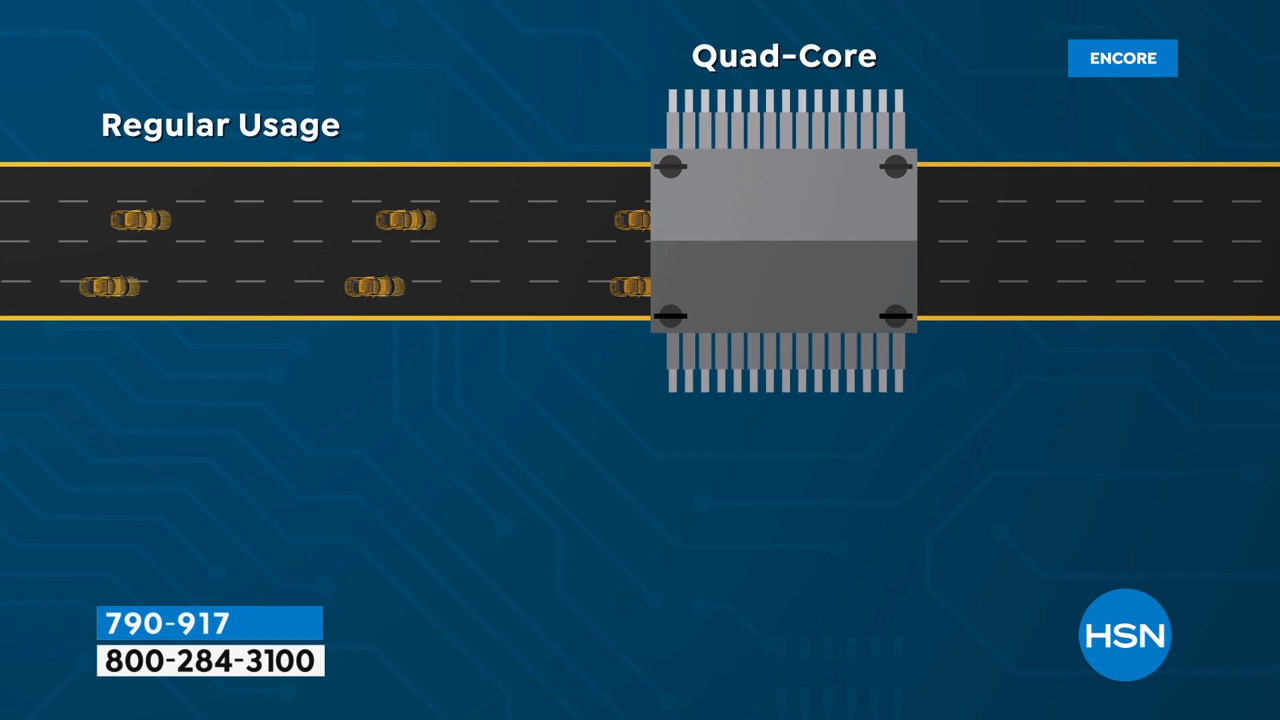 Quad-Core
ENCORE
Regular Usage
790-917
800-284-3100
HSN